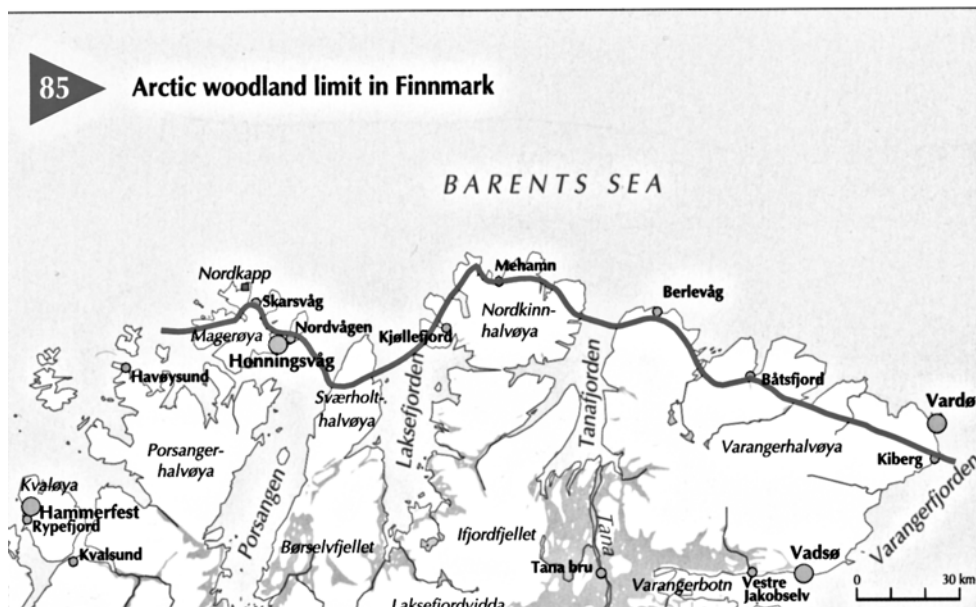 85
Arctic woodland limit in Finnmark
BARENTS SEA
Nordkapp
Mehamn
Skarsvåg
Berlevåg
Nordkinn-
halvøya
Nordvågen
Magerøya
Kjøllefjord
Honningsvåg
Havøysund
Båtsfjord
Sværholt-
halvøya
Laksefjorden
Tanafjorden
Vardø
Porsanger-
halvøya
Varangerhalvøya
Kiberg
Kvaløya
Hammerfest
Rypefjord
Porsangen
Varangerfjorden
Ifjordfjellet
Børselvfjellet
Tana
Kvalsund
Tana bru
Vadsø
Varangerbotn
Vestre
Jakobselv
0 30 km
Laksefjordvidda